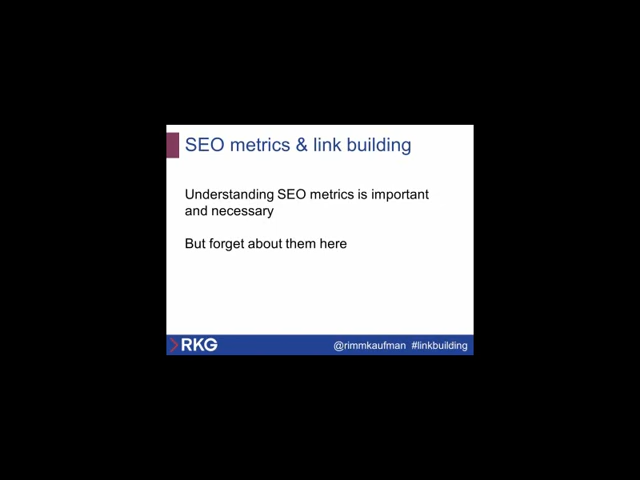 SEO metrics & link building
Understanding SEO metrics is important
and necessary
But forget about them here
RKG
@rimmkaufman #linkbuilding